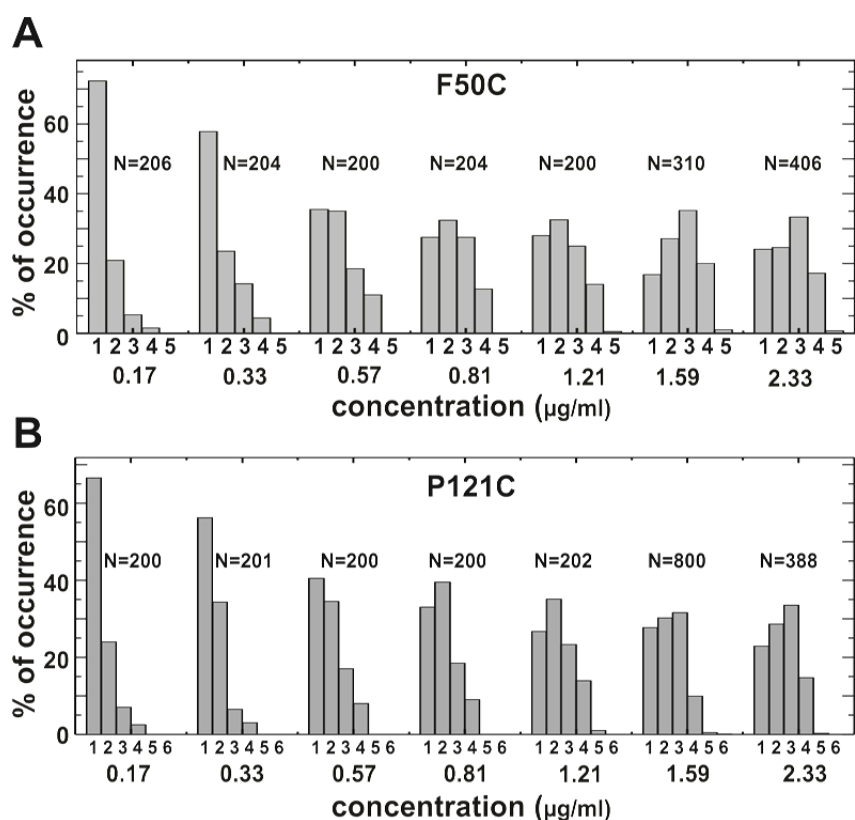 A
F50C
% of occurrence
60
40
20
0
N=206 N=204 N=200 N=204 N=200 N=310 N=406
1 2 3 4 5 1 2 3 4 5 1 2 3 4 5 1 2 3 4 5 1 2 3 4 5 1 2 3 4 5 1 2 3 4 5
0.17 0.33 0.57 0.81 1.21 1.59 2.33
concentration (µg/ml)
B
P121C
% of occurrence
60
40
20
0
N=200 N=201 N=200 N=200 N=202 N=800 N=388
1 2 3 4 5 6 1 2 3 4 5 6 1 2 3 4 5 6 1 2 3 4 5 6 1 2 3 4 5 6 1 2 3 4 5 6 1 2 3 4 5 6
0.17 0.33 0.57 0.81 1.21 1.59 2.33
concentration (µg/ml)